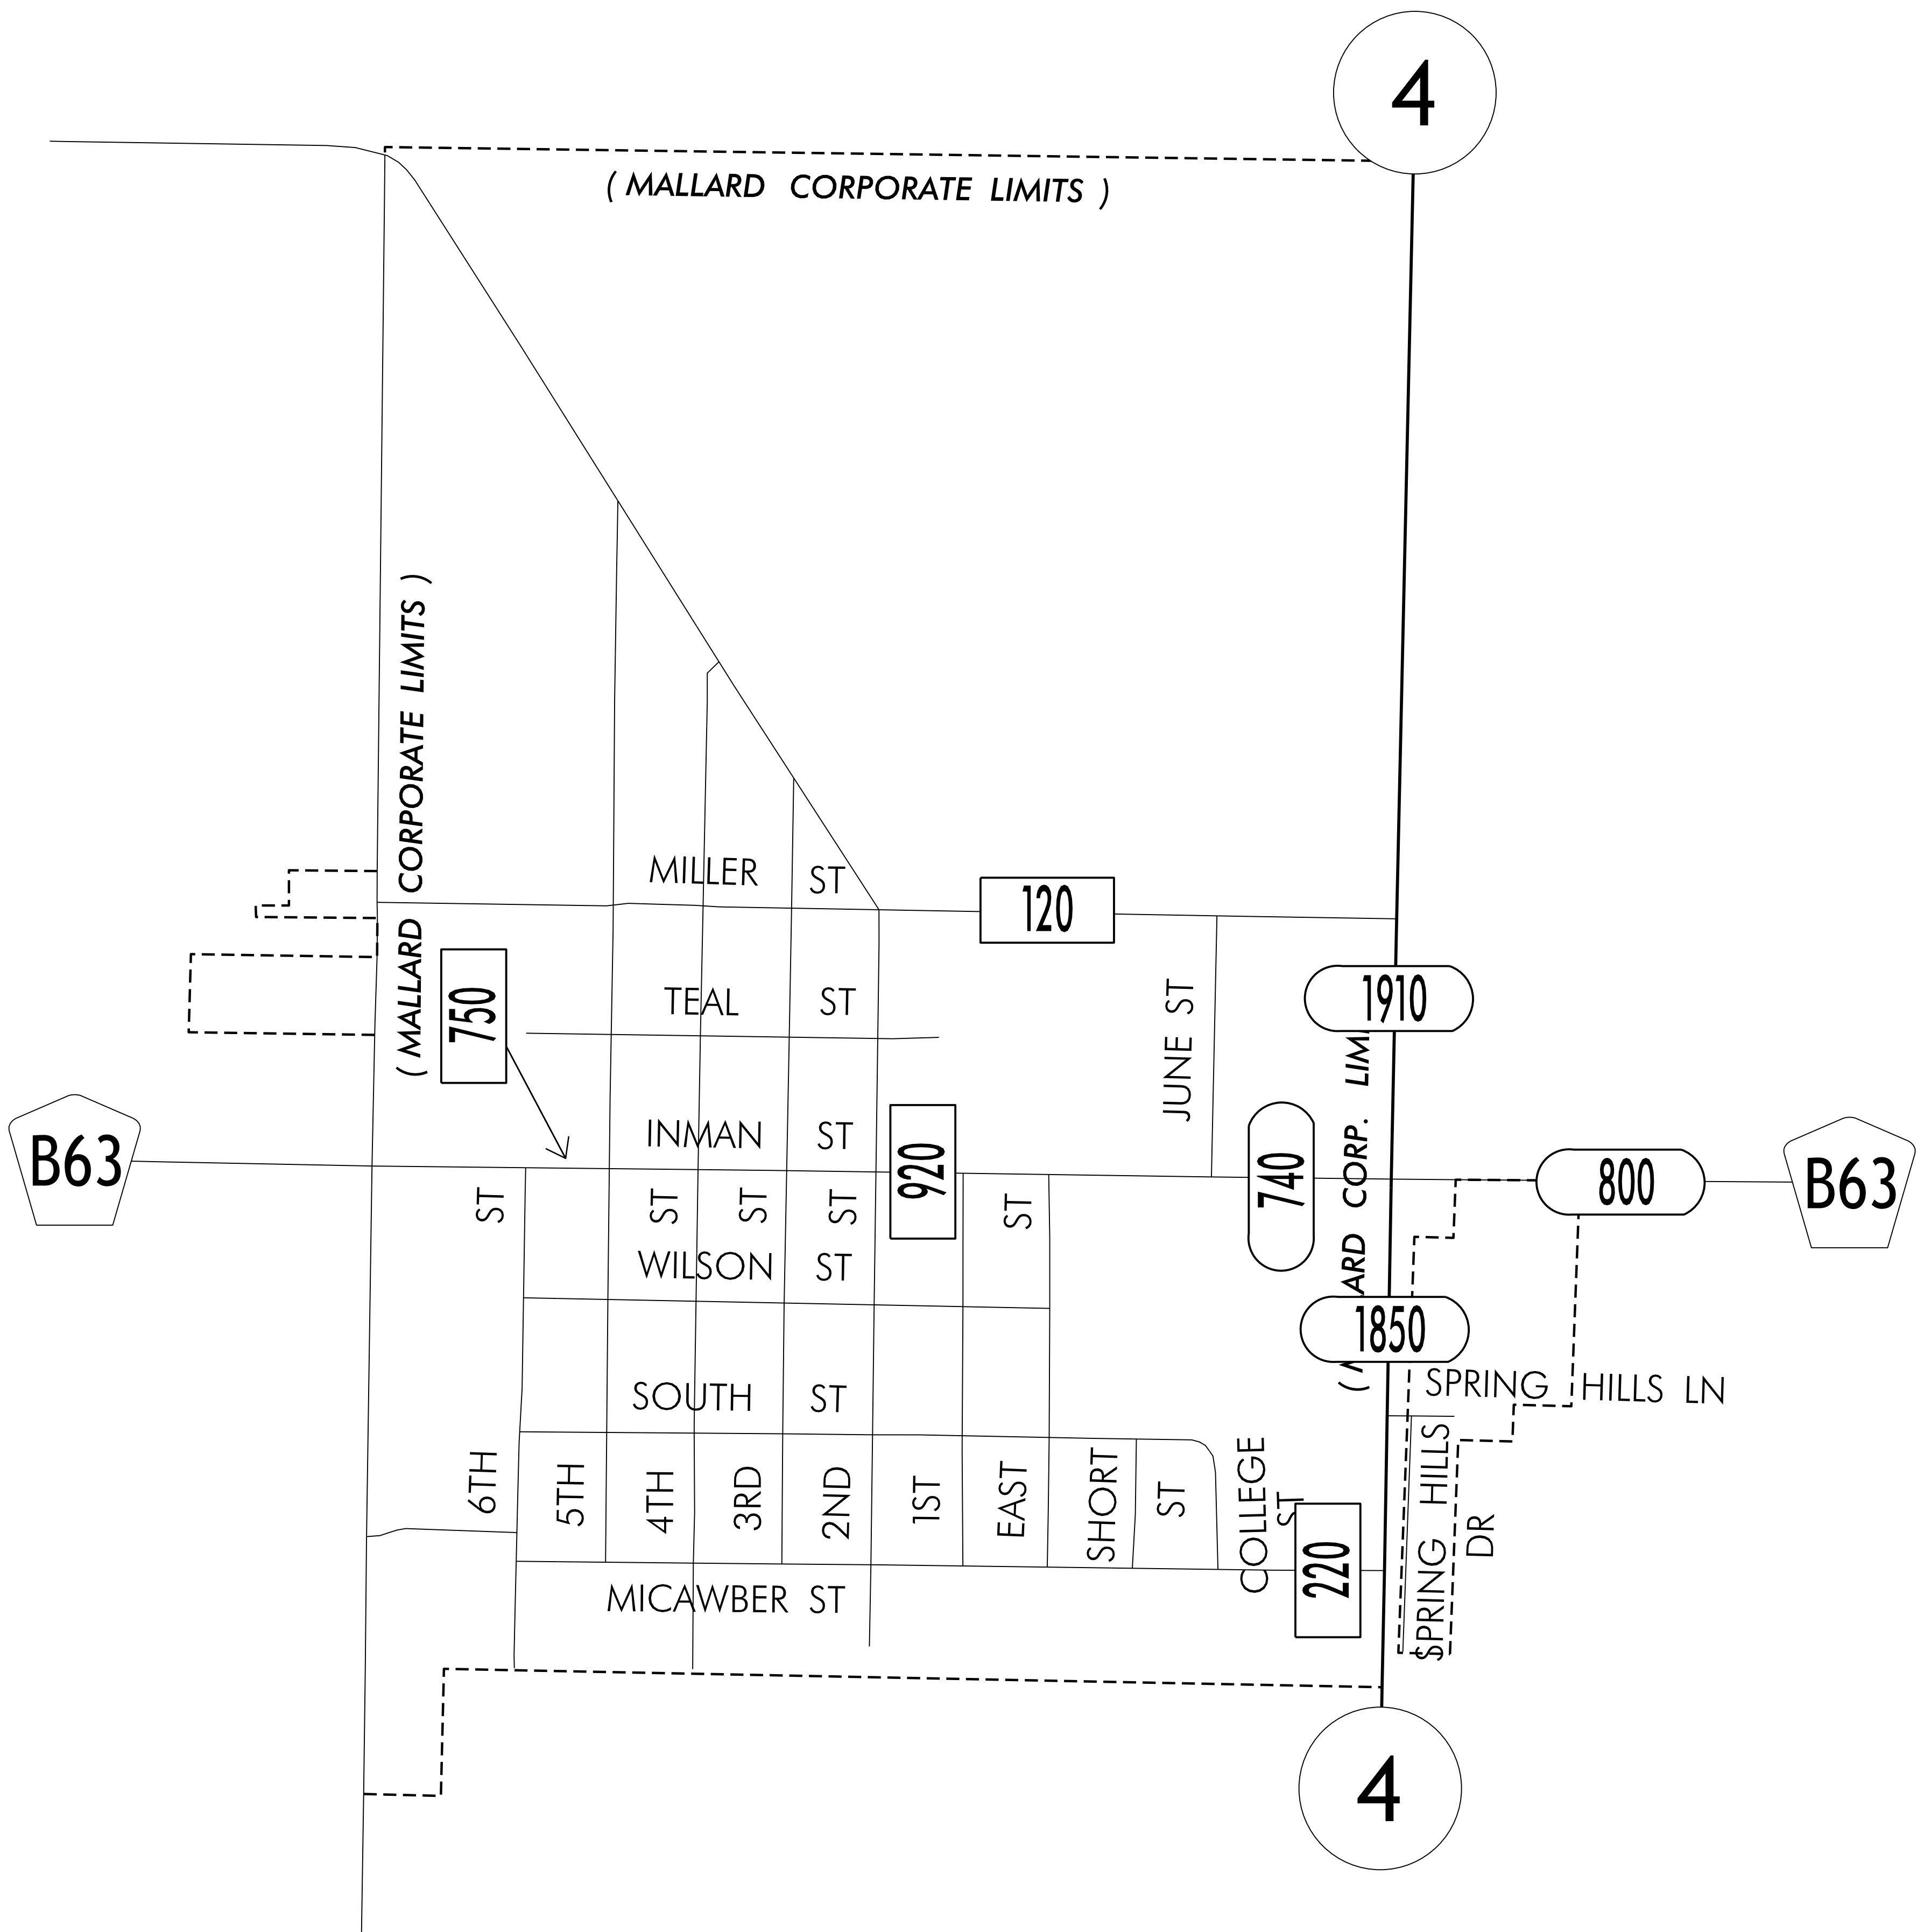 4
( MALLARD CORPORATE LIMITS )
( MALLARD CORPORATE LIMITS )
MILLER ST
120
750
TEAL ST
JUNE ST
1910
B63
INMAN ST
920
740
CORP.
800
B63
ST
ST
ST
ST
ST
WILSON ST
1850
SPRING HILLS LN
SOUTH ST
6TH
5TH
4TH
3RD
2ND
1ST
EAST
SHORT ST
COLLEGE ST
220
SPRING HILLS DR
MICAWBER ST
4